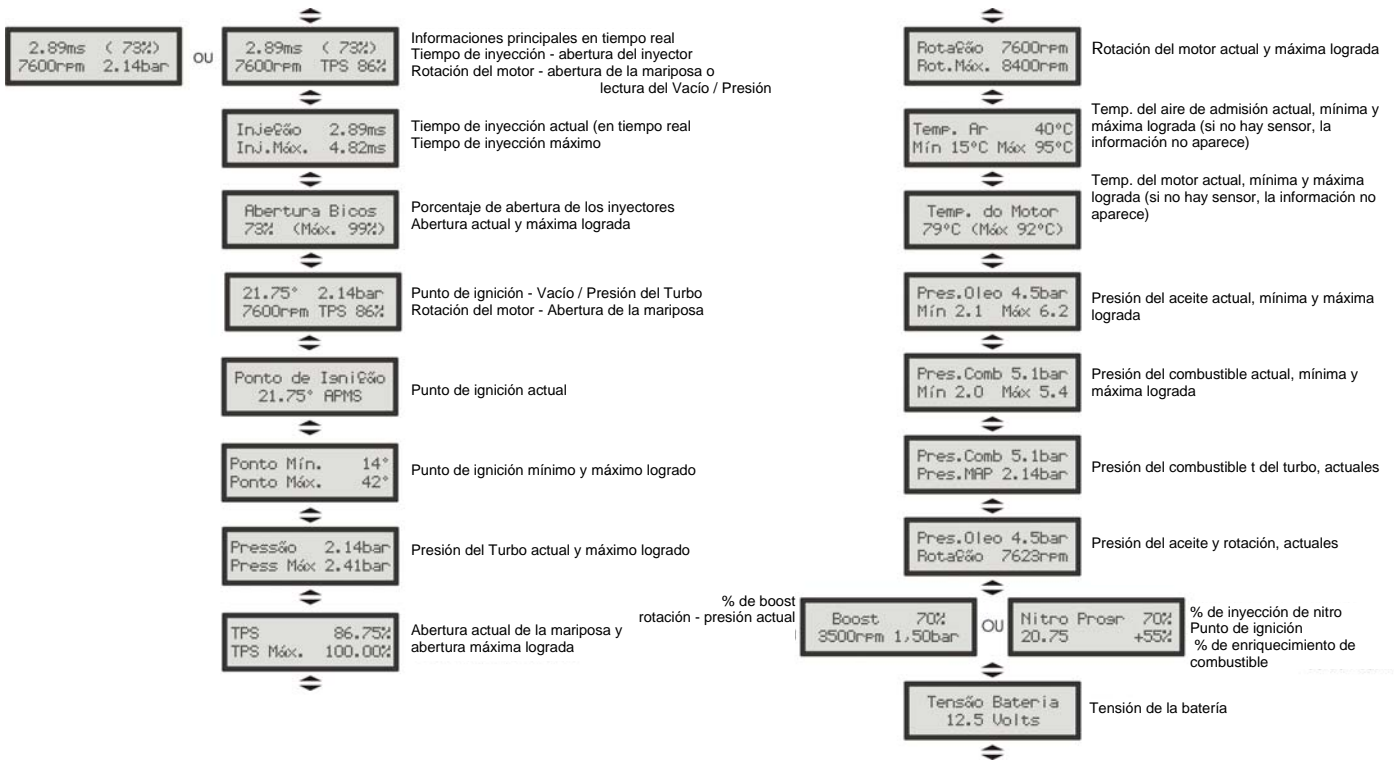 2.89ms ( 73%)
7600rpm 2.14bar
OU
2.89ms ( 73%)
7600rpm TPS 86%
Informaciones principales en tiempo real
Tiempo de inyección - abertura del inyector
Rotación del motor - abertura de la mariposa o
lectura del Vacío / Presión
Injeção 2.89ms
Inj.Máx. 4.82ms
Tiempo de inyección actual (en tiempo real
Tiempo de inyección máximo
Abertura Bicos
73% (Máx. 99%)
Porcentaje de abertura de los inyectores
Abertura actual y máxima lograda
21.75° 2.14bar
7600rpm TPS 86%
Punto de ignición - Vacío / Presión del Turbo
Rotación del motor - Abertura de la mariposa
Ponto de Ignição
21.75° APMS
Punto de ignición actual
Ponto Mín. 14°
Ponto Máx. 42°
Punto de ignición mínimo y máximo logrado
Pressão 2.14bar
Press Máx 2.41bar
Presión del Turbo actual y máximo logrado
TPS 86.75%
TPS Máx. 100.00%
Abertura actual de la mariposa y
abertura máxima lograda
Rotação 7600rpm
Rot.Máx. 8400rpm
Rotación del motor actual y máxima lograda
Temp. Ar 40°C
Mín 15°C Máx 95°C
Temp. del aire de admisión actual, mínima y
máxima lograda (si no hay sensor, la
información no aparece)
Temp. do Motor
79°C (Máx 92°C)
Temp. del motor actual, mínima y máxima
lograda (si no hay sensor, la información no
aparece)
Pres.Oleo 4.5bar
Mín 2.1 Máx 6.2
Presión del aceite actual, mínima y máxima
lograda
Pres.Comb 5.1bar
Mín 2.0 Máx 5.4
Presión del combustible actual, mínima y
máxima lograda
Pres.Comb 5.1bar
Pres.MAP 2.14bar
Presión del combustible t del turbo, actuales
Pres.Oleo 4.5bar
Rotação 7623rpm
Presión del aceite y rotación, actuales
% de boost
rotación - presión actual
Boost 70%
3500rpm 1,50bar
OU
Nitro Progr 70%
20.75 +55%
% de inyección de nitro
Punto de ignición
% de enriquecimiento de
combustible
Tensão Bateria
12.5 Volts
Tensión de la batería